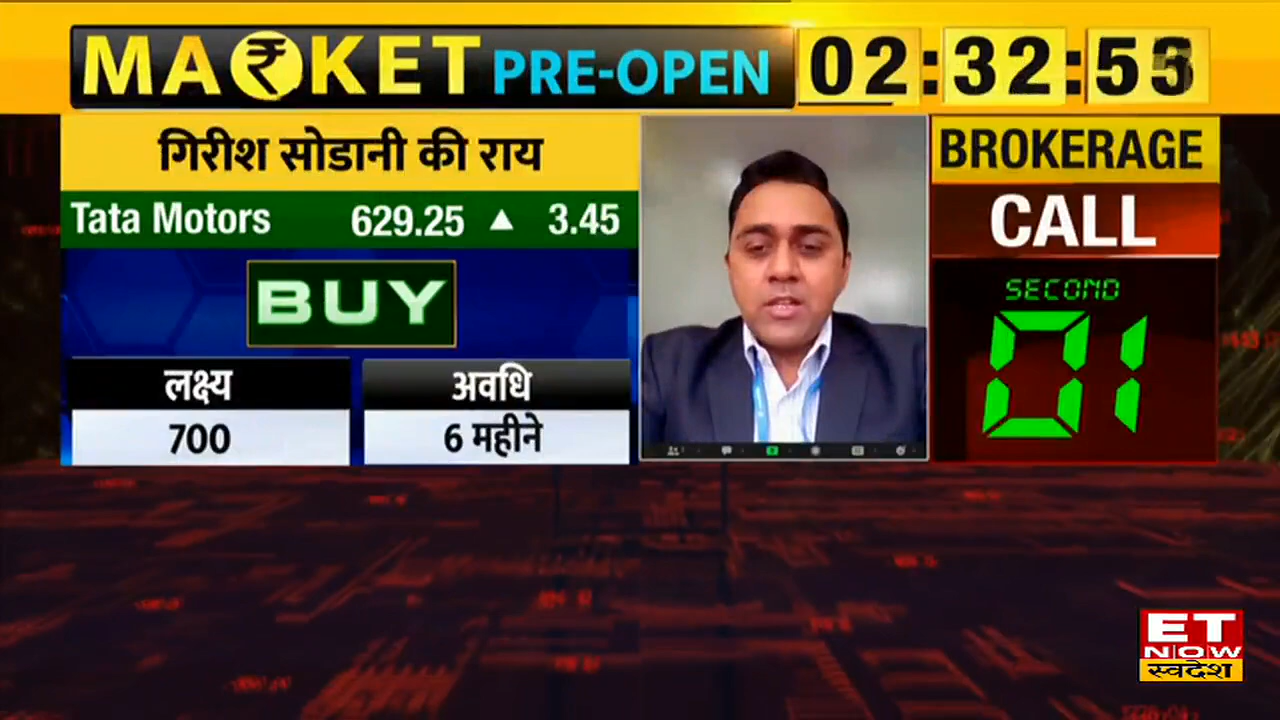 MA₹KET PRE-OPEN
02:32:55
गिरीश सोडानी की राय
Tata Motors 629.25 ▲ 3.45
BUY
लक्ष्य
700
अवधि
6 महीने
BROKERAGE
CALL
SECOND
01
ET
NOW
स्वदेश